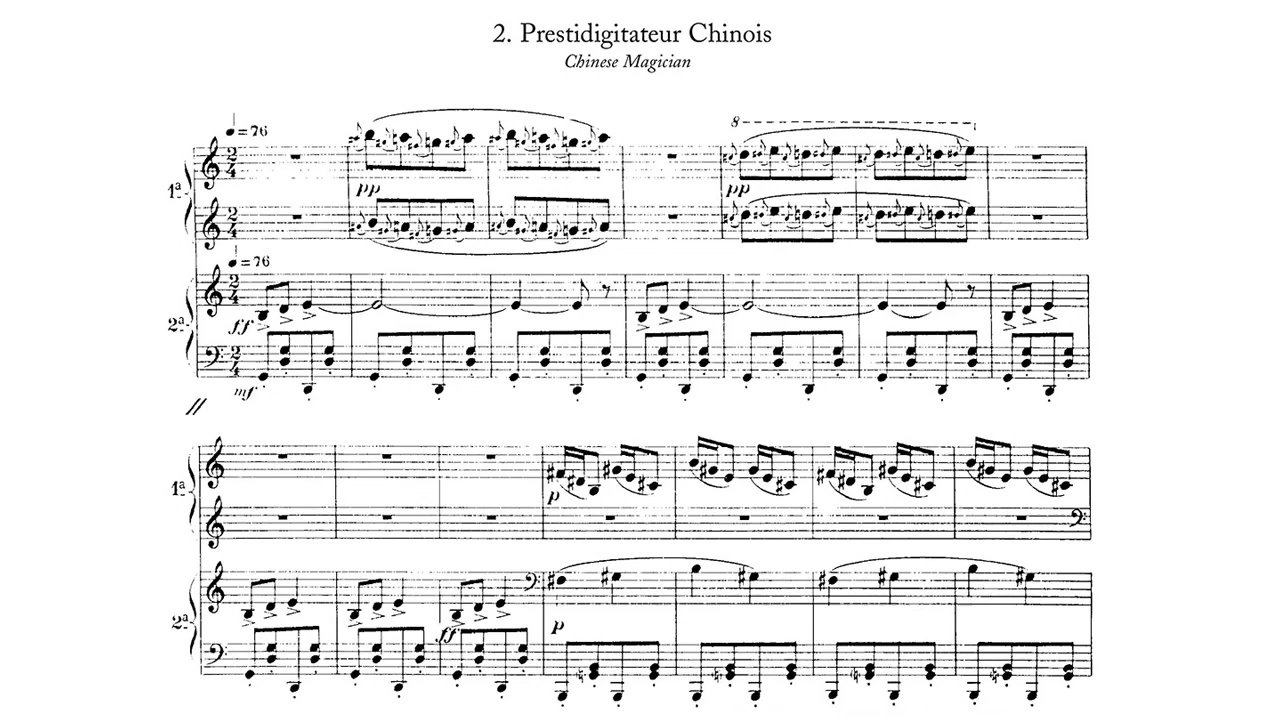 2. Prestidigitateur Chinois
Chinese Magician
♩ = 76
8
1ª
pp
pp
♩ = 76
2ª
ff
mf
1ª
p
2ª
ff
p